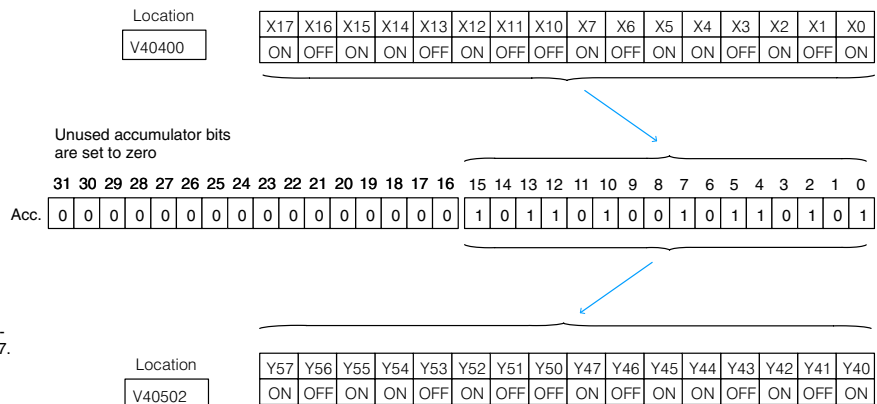 Location
V40400
X17 X16 X15 X14 X13 X12 X11 X10 X7 X6 X5 X4 X3 X2 X1 X0
ON OFF ON ON OFF ON OFF OFF ON OFF ON ON OFF ON OFF ON
Unused accumulator bits
are set to zero
31 30 29 28 27 26 25 24 23 22 21 20 19 18 17 16 15 14 13 12 11 10 9 8 7 6 5 4 3 2 1 0
Acc. 0 0 0 0 0 0 0 0 0 0 0 0 0 0 0 0 1 0 1 1 0 1 0 0 1 0 1 1 0 1 0 1
7.
Location
V40502
Y57 Y56 Y55 Y54 Y53 Y52 Y51 Y50 Y47 Y46 Y45 Y44 Y43 Y42 Y41 Y40
ON OFF ON ON OFF ON OFF OFF ON OFF ON ON OFF ON OFF ON